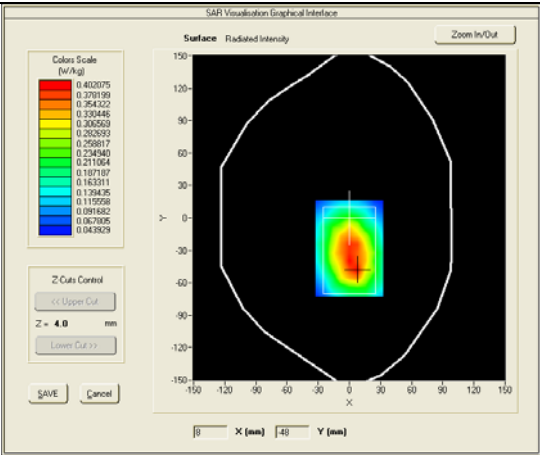 SAR Visualisation Graphical Interface
Surface Radiated Intensity
Zoom In/Out
Colors Scale
(W/kg)
0.402075
0.378199
0.354322
0.330446
0.306569
0.282693
0.258817
0.234940
0.211064
0.187187
0.163311
0.139435
0.115558
0.091682
0.067805
0.043929
150-
120-
90-
60-
30-
0-
-30-
-60-
-90-
-120-
-150-
Y
-150 -120 -90 -60 -30 0 30 60 90 120 150
X
Z-Cuts Control
<< Upper Cut
Z = 4.0 mm
Lower Cut >>
SAVE
Cancel
8 X (mm) -48 Y (mm)